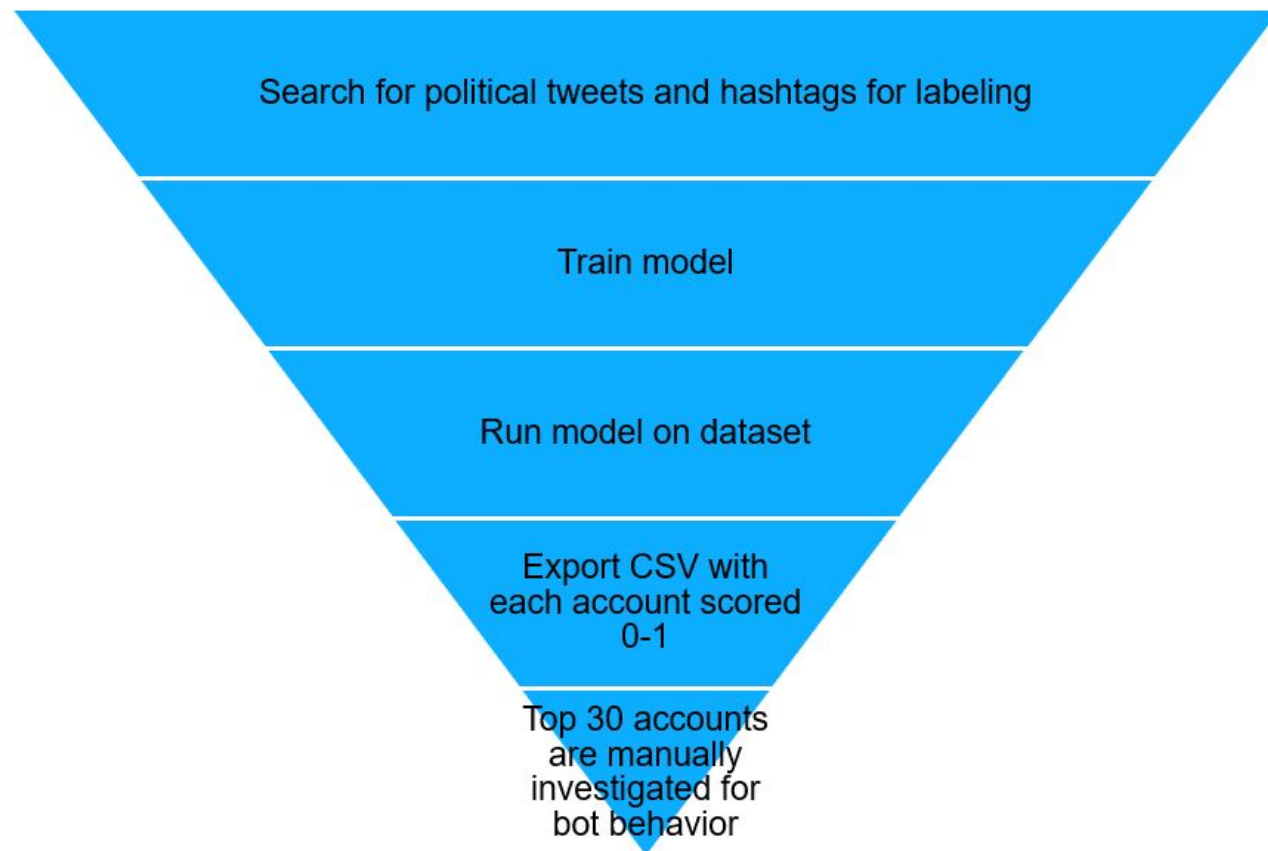 Search for political tweets and hashtags for labeling
Train model
Run model on dataset
Export CSV with
each account scored
0-1
Top 30 accounts
are manually
investigated for
bot behavior